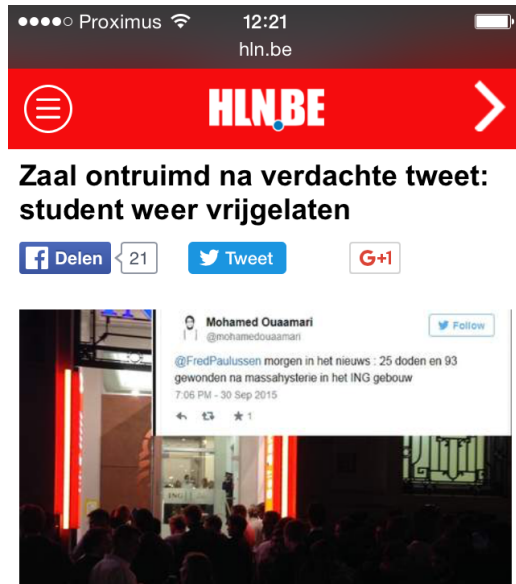 Proximus 12:21
hln.be
HLN.BE
Zaal ontruimd na verdachte tweet:
student weer vrijgelaten
f Delen 21 Tweet G+1
Mohamed Ouaamari
@mohamedouaamari
Follow
@FredPaulussen morgen in het nieuws : 25 doden en 93
gewonden na massahysterie in het ING gebouw
7:06 PM - 30 Sep 2015
1
ING